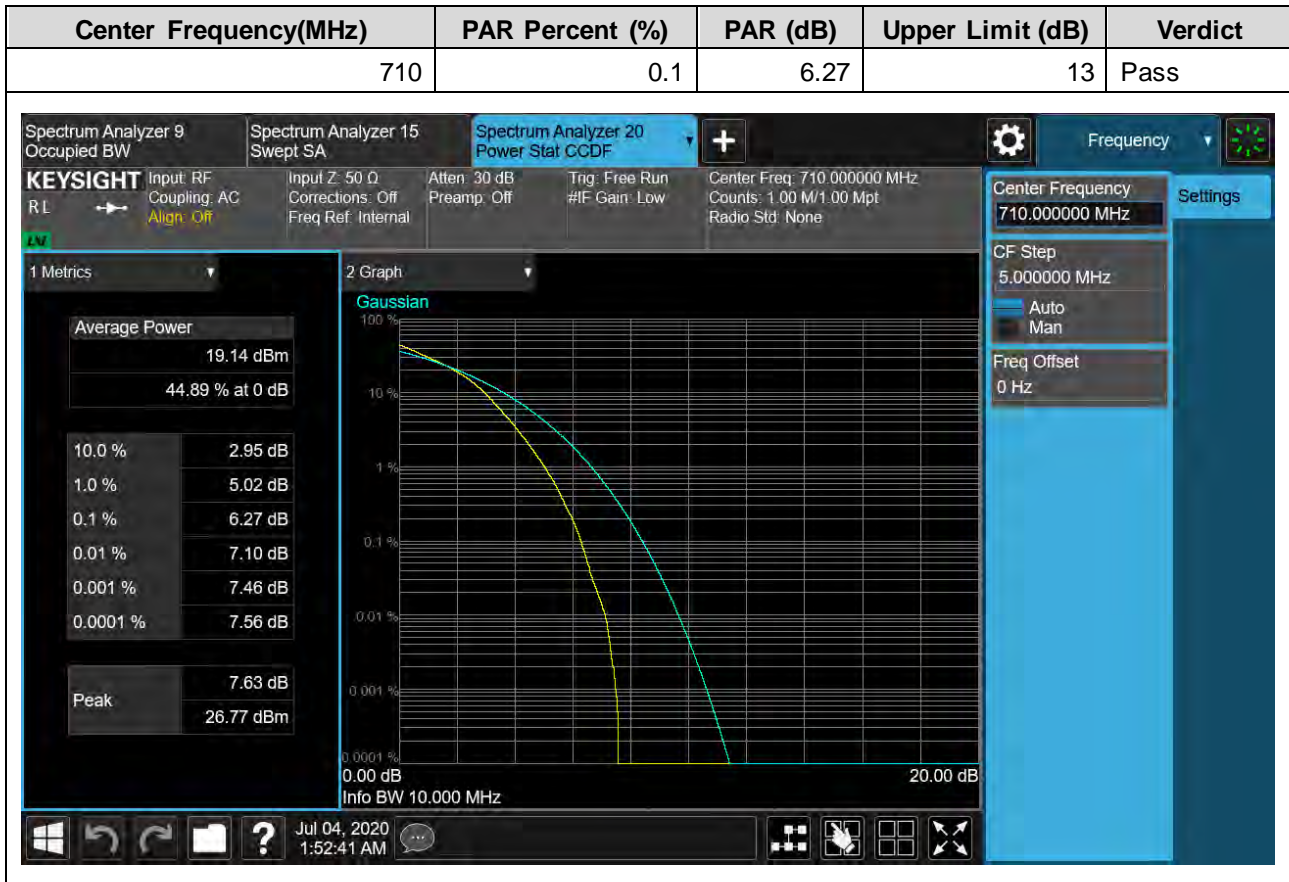 Center Frequency(MHz) PAR Percent (%) PAR (dB) Upper Limit (dB) Verdict
710 0.1 6.27 13 Pass
Spectrum Analyzer 9
Occupied BW
Spectrum Analyzer 15
Swept SA
Spectrum Analyzer 20
Power Stat CCDF
Frequency
KEYSIGHT
RL
Input: RF
Coupling: AC
Align: Off
Input Z: 50 Ω
Corrections: Off
Freq Ref: Internal
Atten: 30 dB
Preamp: Off
Trig: Free Run
#IF Gain: Low
Center Freq: 710.000000 MHz
Counts: 1.00 M/1.00 Mpt
Radio Std: None
Center Frequency
710.000000 MHz
Settings
CF Step
5.000000 MHz
Auto
Man
Freq Offset
0 Hz
1 Metrics
Average Power
19.14 dBm
44.89 % at 0 dB
10.0 % 2.95 dB
1.0 % 5.02 dB
0.1 % 6.27 dB
0.01 % 7.10 dB
0.001 % 7.46 dB
0.0001 % 7.56 dB
Peak
7.63 dB
26.77 dBm
2 Graph
Gaussian
100 %
10 %
1 %
0.1 %
0.01 %
0.001 %
0.0001 %
0.00 dB 20.00 dB
Info BW 10.000 MHz
Jul 04, 2020
1:52:41 AM